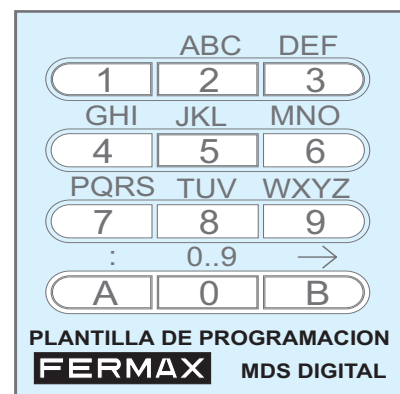 ABC DEF
1 2 3
GHI JKL MNO
4 5 6
PQRS TUV WXYZ
7 8 9
: 0..9 →
A 0 B
PLANTILLA DE PROGRAMACION
FERMAX MDS DIGITAL